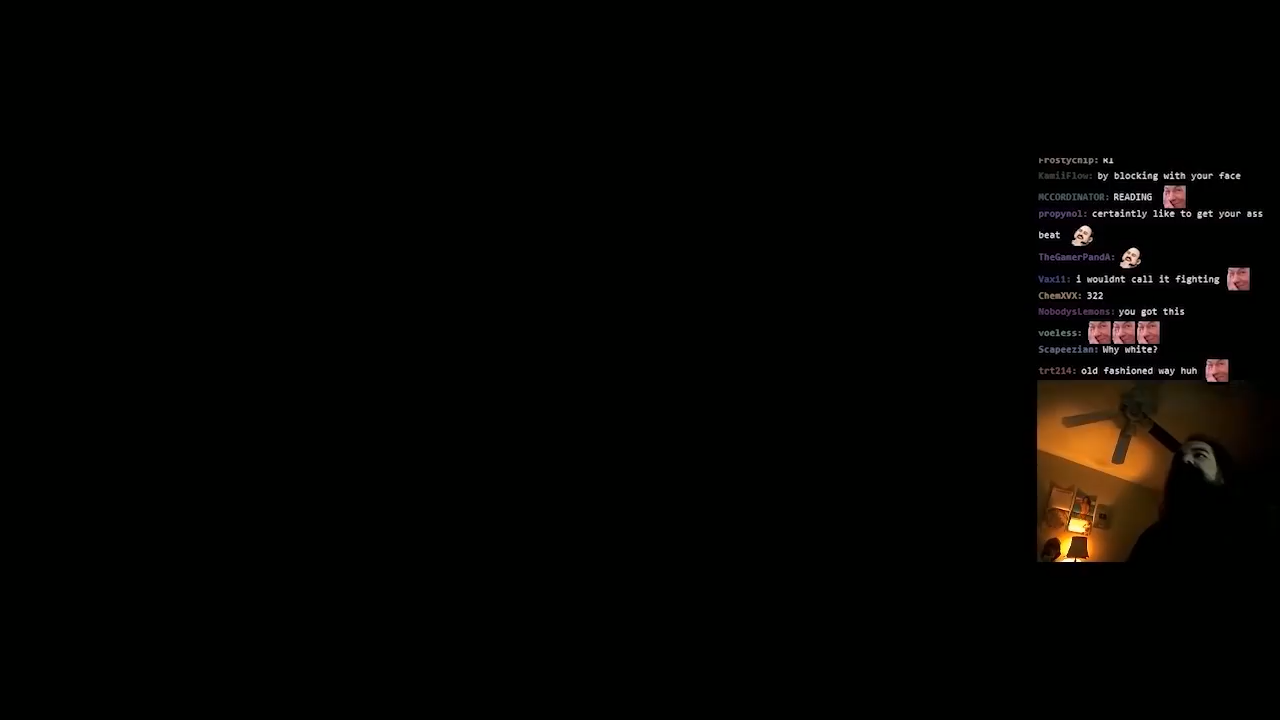 Frostychip: R1
KamiiFlow: by blocking with your face
MCCORDINATOR: READING
propynol: certaintly like to get your ass
beat
TheGamerPandA:
Vaxi1: i wouldnt call it fighting
ChemXVX: 322
NobodysLemons: you got this
voeless:
Scapeezian: Why white?
trt214: old fashioned way huh